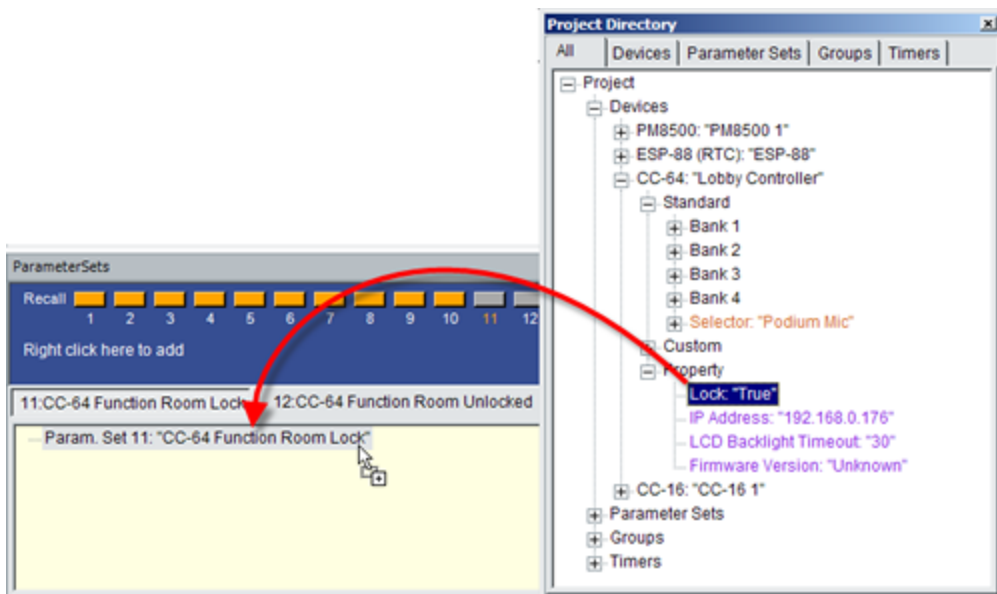 Project Directory
All Devices Parameter Sets Groups Timers
Project
Devices
PM8500: "PM8500 1"
ESP-88 (RTC): "ESP-88"
CC-64: "Lobby Controller"
Standard
Bank 1
Bank 2
Bank 3
Bank 4
Selector: "Podium Mic"
Custom
Property
Lock: "True"
IP Address: "192.168.0.176"
LCD Backlight Timeout: "30"
Firmware Version: "Unknown"
CC-16: "CC-16 1"
Parameter Sets
Groups
Timers
ParameterSets
Recall
1 2 3 4 5 6 7 8 9 10 11 12
Right click here to add
11:CC-64 Function Room Lock 12:CC-64 Function Room Unlocked
Param. Set 11: "CC-64 Function Room Lock"